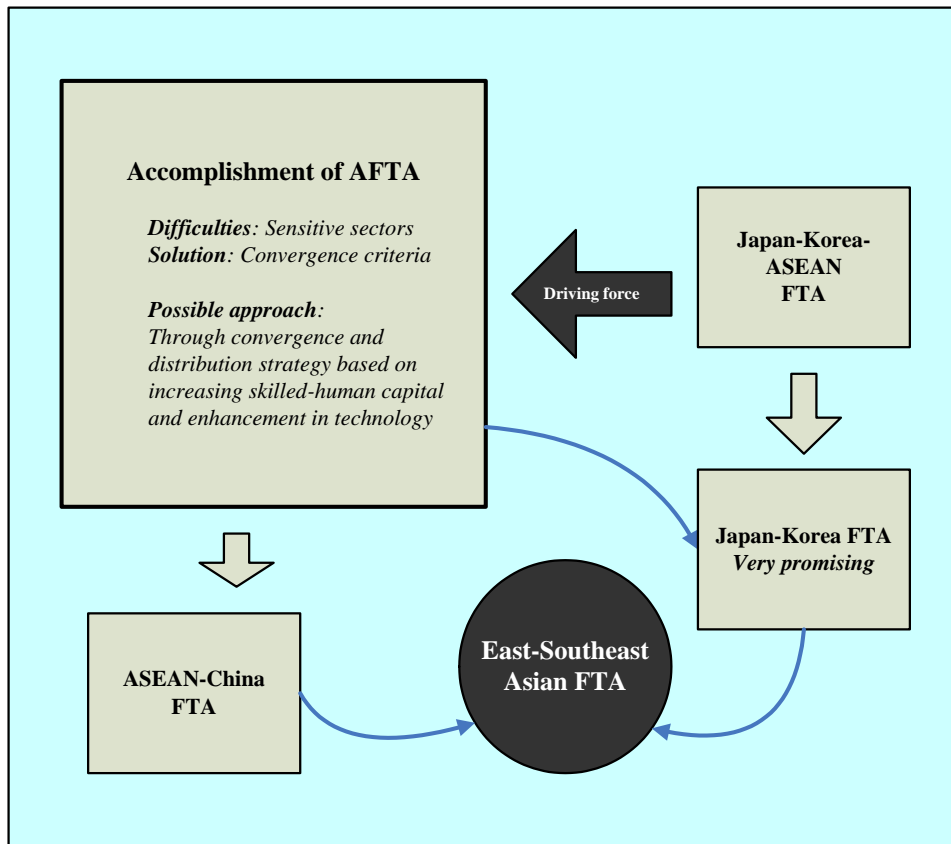 Accomplishment of AFTA
Difficulties: Sensitive sectors
Solution: Convergence criteria
Possible approach:
Through convergence and
distribution strategy based on
increasing skilled-human capital
and enhancement in technology
Driving force
Japan-Korea-
ASEAN
FTA
Japan-Korea FTA
Very promising
ASEAN-China
FTA
East-Southeast
Asian FTA